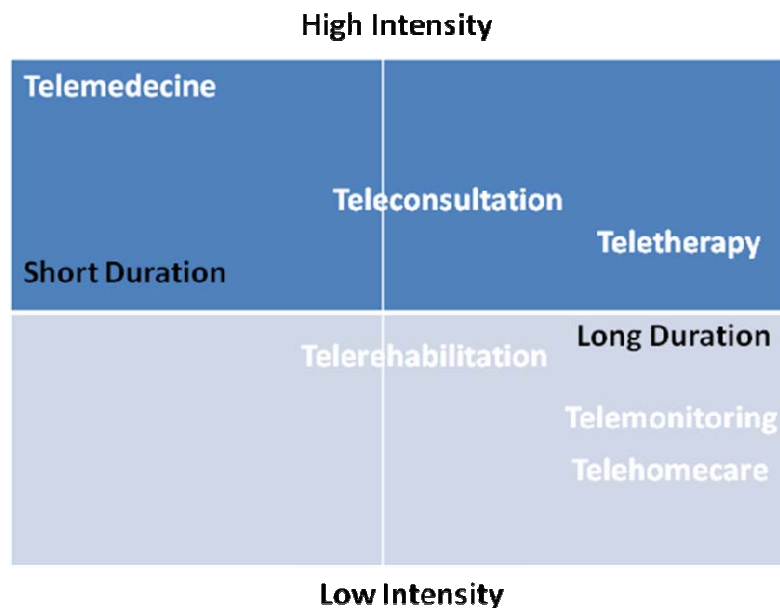 High Intensity
Telemedecine
Teleconsultation
Teletherapy
Short Duration
Long Duration
Telerehabilitation
Telemonitoring
Telehomecare
Low Intensity